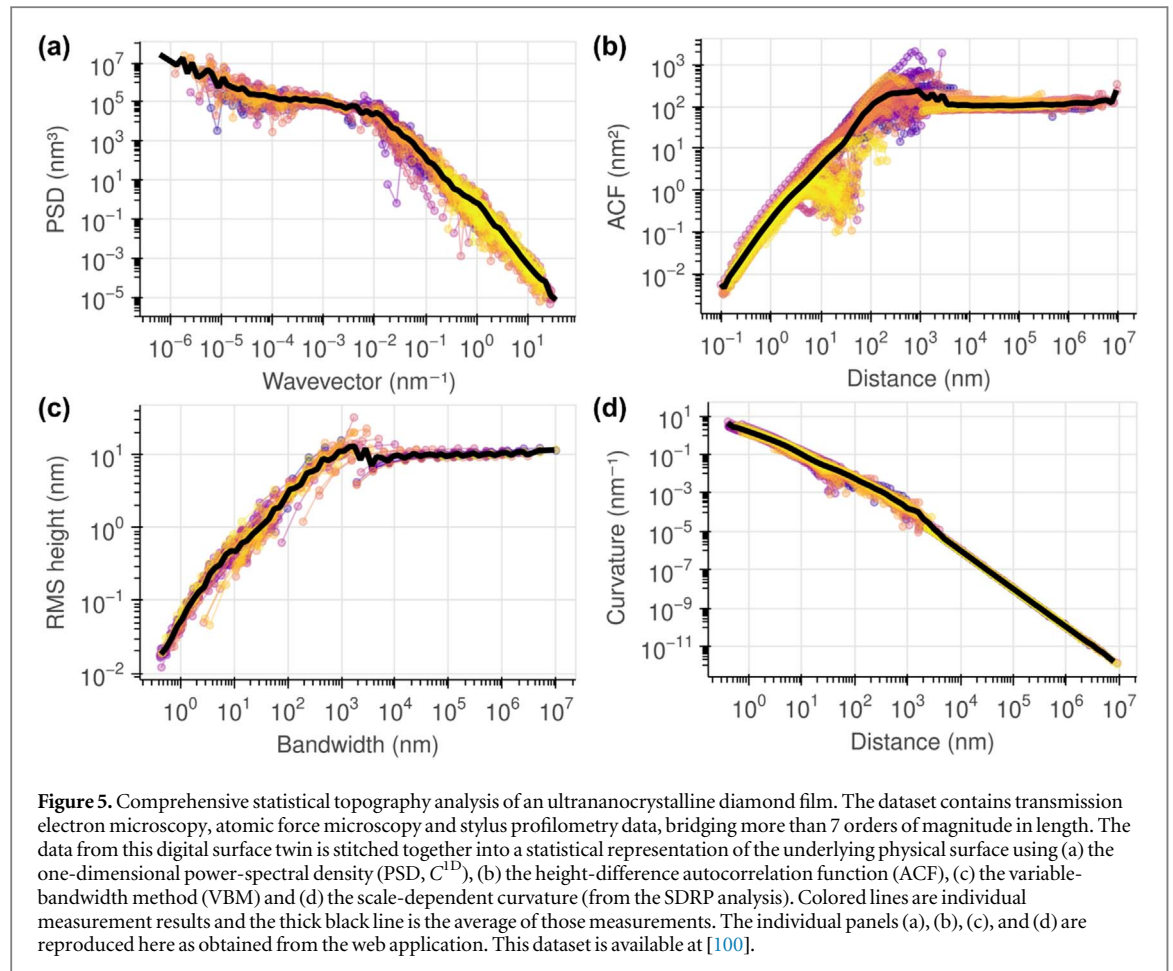 (a)
10⁷
10⁵
10³
10¹
10⁻¹
10⁻³
10⁻⁵
PSD (nm³)
10⁻⁶ 10⁻⁵ 10⁻⁴ 10⁻³ 10⁻² 10⁻¹ 10⁰ 10¹
Wavevector (nm⁻¹)
(b)
10³
10²
10¹
10⁰
10⁻¹
10⁻²
ACF (nm²)
10⁻¹ 10⁰ 10¹ 10² 10³ 10⁴ 10⁵ 10⁶ 10⁷
Distance (nm)
(c)
10¹
10⁰
10⁻¹
10⁻²
RMS height (nm)
10⁰ 10¹ 10² 10³ 10⁴ 10⁵ 10⁶ 10⁷
Bandwidth (nm)
(d)
10¹
10⁻¹
10⁻³
10⁻⁵
10⁻⁷
10⁻⁹
10⁻¹¹
Curvature (nm⁻¹)
10⁰ 10¹ 10² 10³ 10⁴ 10⁵ 10⁶ 10⁷
Distance (nm)
Figure 5. Comprehensive statistical topography analysis of an ultrananocrystalline diamond film. The dataset contains transmission
electron microscopy, atomic force microscopy and stylus profilometry data, bridging more than 7 orders of magnitude in length. The
data from this digital surface twin is stitched together into a statistical representation of the underlying physical surface using (a) the
one-dimensional power-spectral density (PSD, C¹ᴰ), (b) the height-difference autocorrelation function (ACF), (c) the variable-
bandwidth method (VBM) and (d) the scale-dependent curvature (from the SDRP analysis). Colored lines are individual
measurement results and the thick black line is the average of those measurements. The individual panels (a), (b), (c), and (d) are
reproduced here as obtained from the web application. This dataset is available at [100].